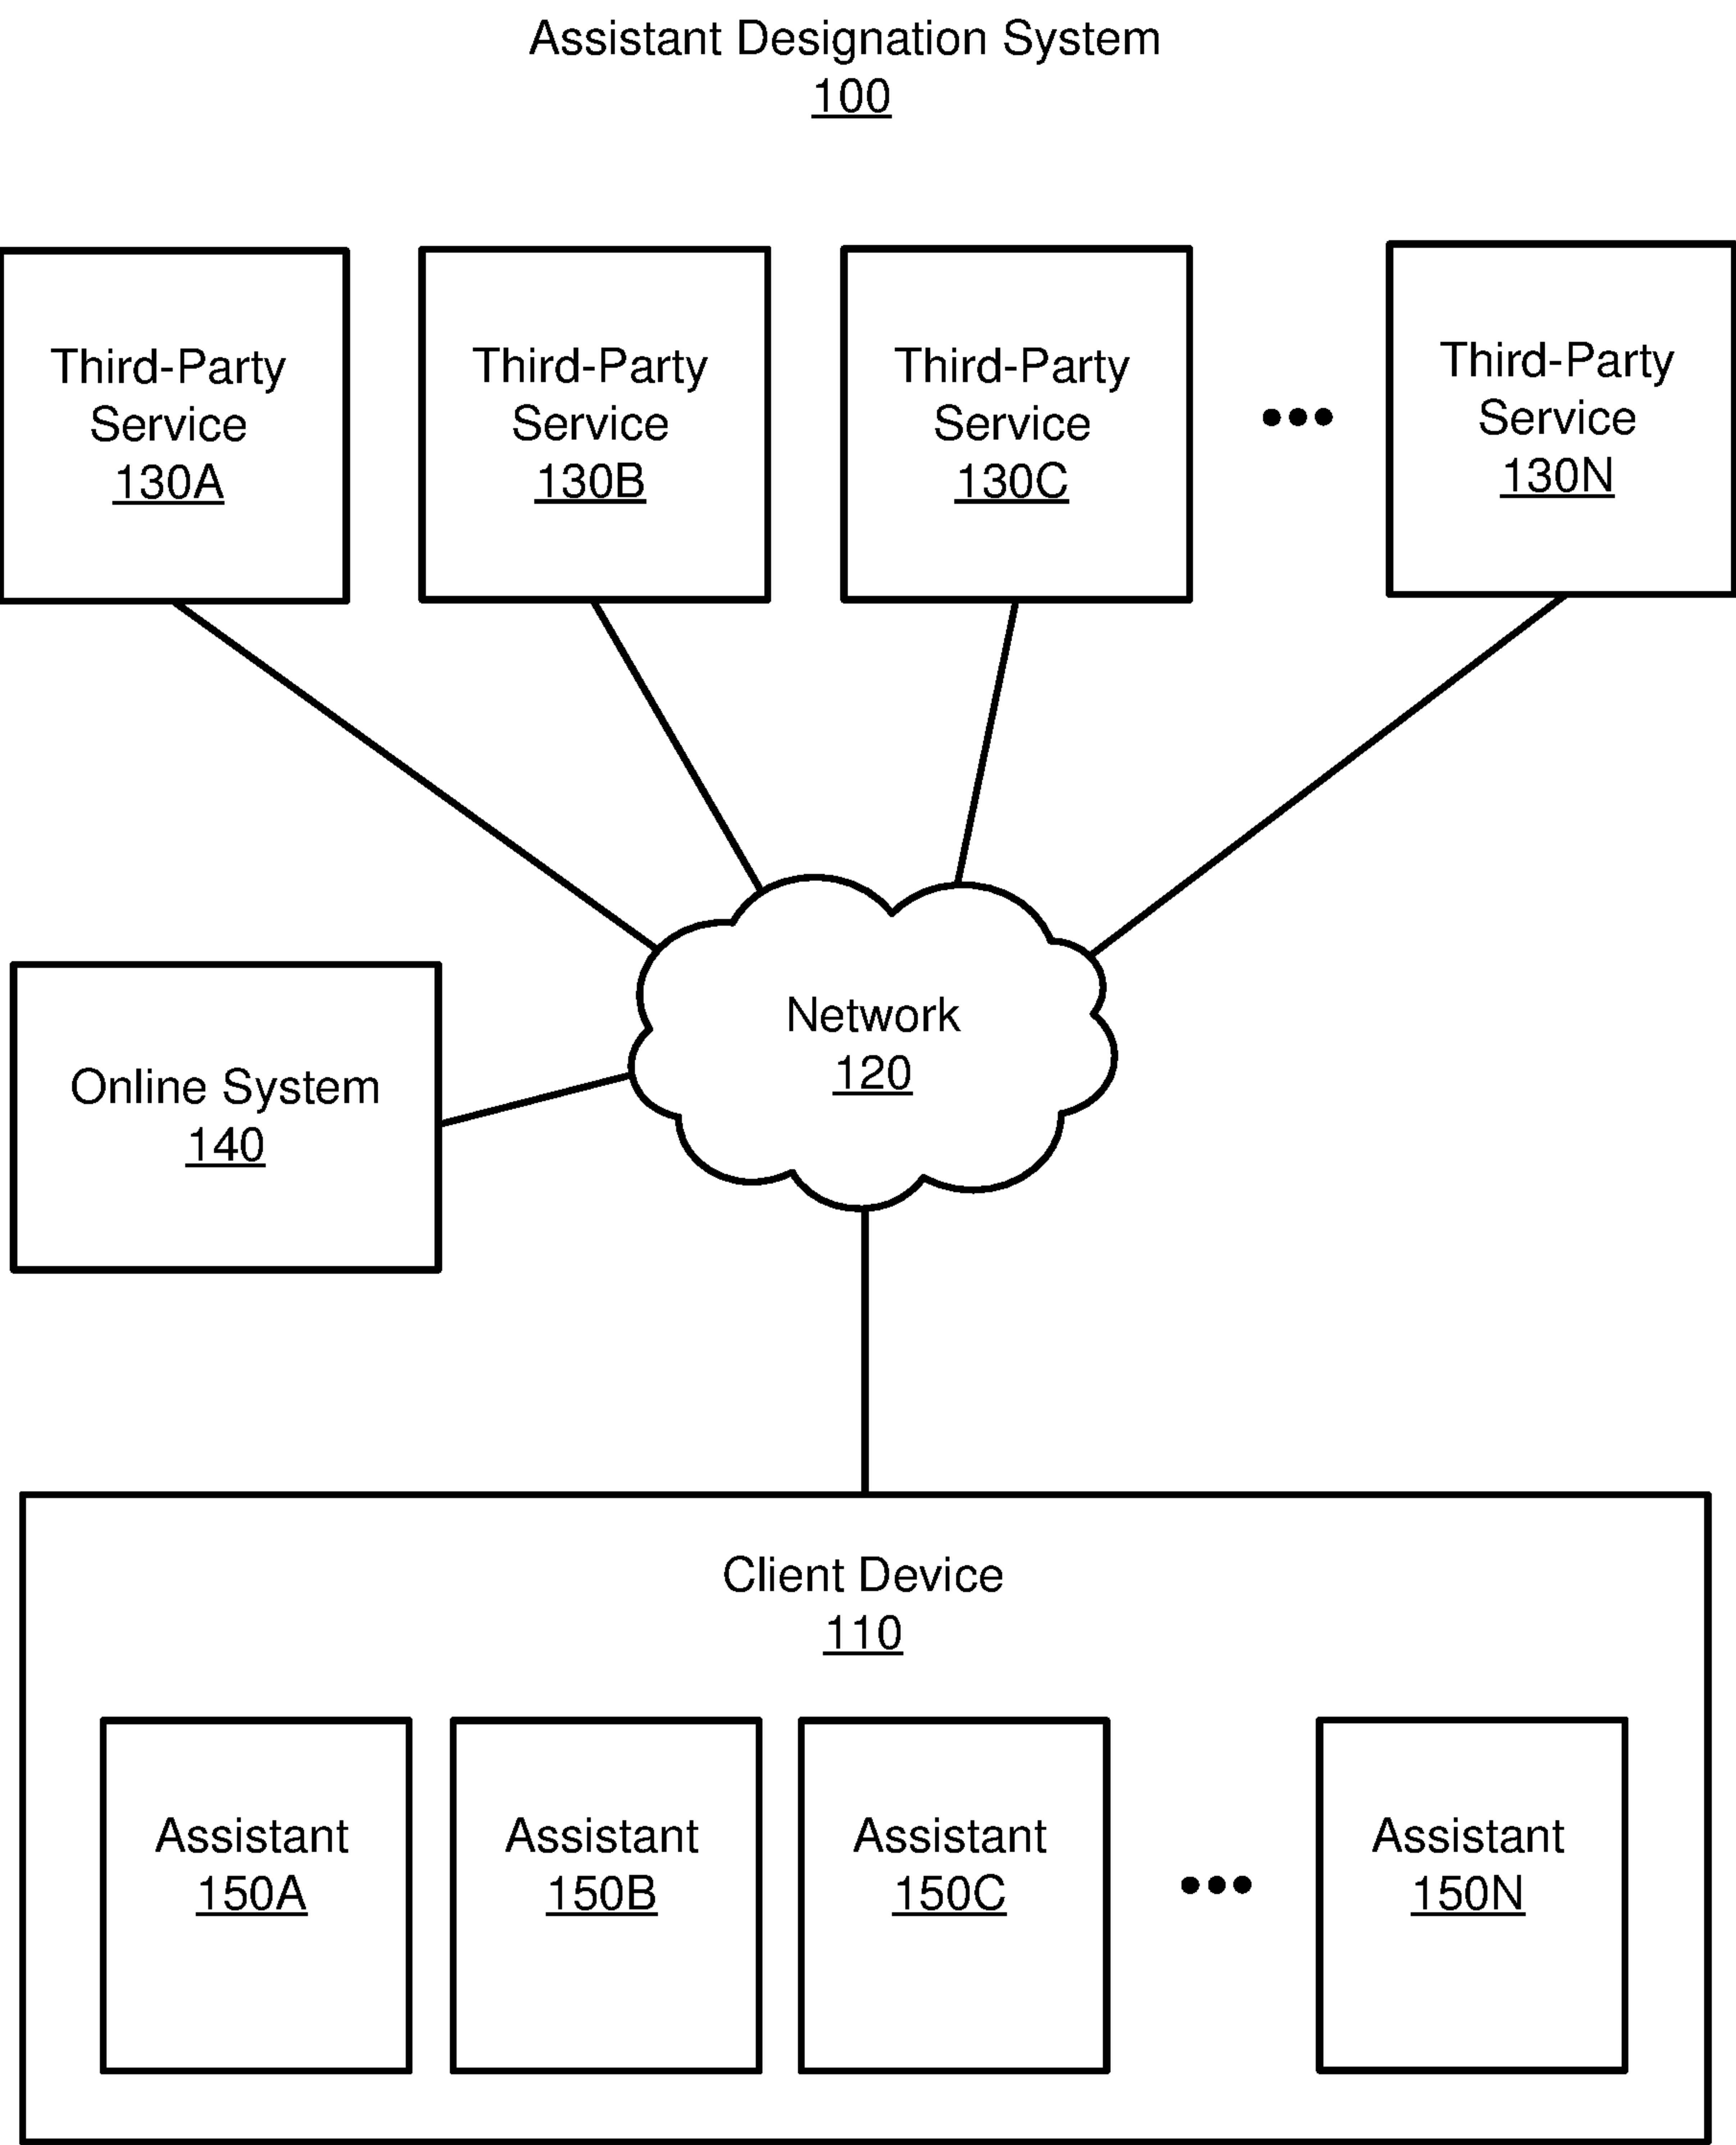 Assistant Designation System
100
Third-Party
Service
130A
Third-Party
Service
130B
Third-Party
Service
130C
•••
Third-Party
Service
130N
Network
120
Online System
140
Client Device
110
Assistant
150A
Assistant
150B
Assistant
150C
•••
Assistant
150N